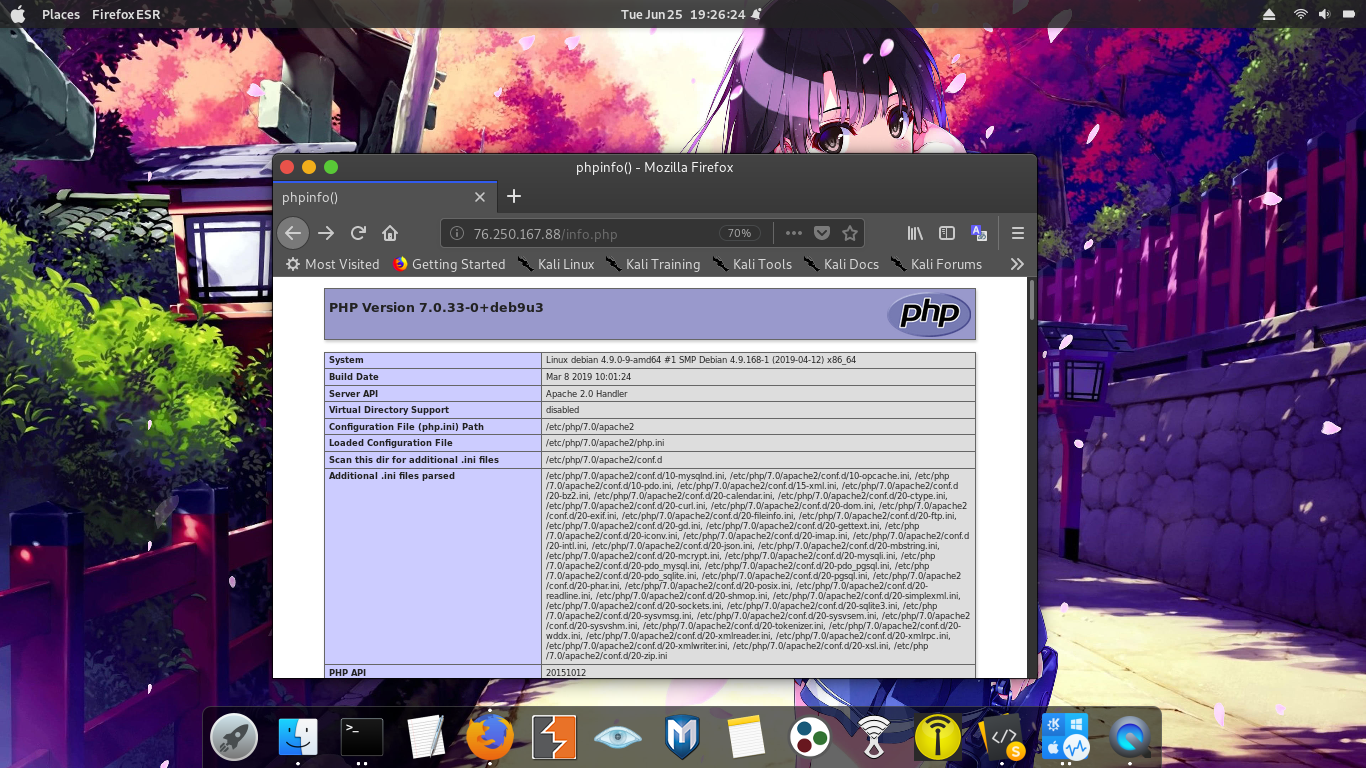 Places FirefoxESR Tue Jun 25 19:26:24
phpinfo() - Mozilla Firefox
phpinfo()
76.250.167.88/info.php 70%
Most Visited Getting Started Kali Linux Kali Training Kali Tools Kali Docs Kali Forums
PHP Version 7.0.33-0+deb9u3
php
System Linux debian 4.9.0-9-amd64 #1 SMP Debian 4.9.168-1 (2019-04-12) x86_64
Build Date Mar 8 2019 10:01:24
Server API Apache 2.0 Handler
Virtual Directory Support disabled
Configuration File (php.ini) Path /etc/php/7.0/apache2
Loaded Configuration File /etc/php/7.0/apache2/php.ini
Scan this dir for additional .ini files /etc/php/7.0/apache2/conf.d
Additional .ini files parsed /etc/php/7.0/apache2/conf.d/10-mysqlnd.ini, /etc/php/7.0/apache2/conf.d/10-opcache.ini, /etc/php
/7.0/apache2/conf.d/10-pdo.ini, /etc/php/7.0/apache2/conf.d/15-xml.ini, /etc/php/7.0/apache2/conf.d
/20-bz2.ini, /etc/php/7.0/apache2/conf.d/20-calendar.ini, /etc/php/7.0/apache2/conf.d/20-ctype.ini,
/etc/php/7.0/apache2/conf.d/20-curl.ini, /etc/php/7.0/apache2/conf.d/20-dom.ini, /etc/php/7.0/apache2
/conf.d/20-exif.ini, /etc/php/7.0/apache2/conf.d/20-fileinfo.ini, /etc/php/7.0/apache2/conf.d/20-ftp.ini,
/etc/php/7.0/apache2/conf.d/20-gd.ini, /etc/php/7.0/apache2/conf.d/20-gettext.ini, /etc/php
/7.0/apache2/conf.d/20-iconv.ini, /etc/php/7.0/apache2/conf.d/20-imap.ini, /etc/php/7.0/apache2/conf.d
/20-intl.ini, /etc/php/7.0/apache2/conf.d/20-json.ini, /etc/php/7.0/apache2/conf.d/20-mbstring.ini,
/etc/php/7.0/apache2/conf.d/20-mcrypt.ini, /etc/php/7.0/apache2/conf.d/20-mysqli.ini, /etc/php
/7.0/apache2/conf.d/20-pdo_mysql.ini, /etc/php/7.0/apache2/conf.d/20-pdo_pgsql.ini, /etc/php
/7.0/apache2/conf.d/20-pdo_sqlite.ini, /etc/php/7.0/apache2/conf.d/20-pgsql.ini, /etc/php/7.0/apache2
/conf.d/20-phar.ini, /etc/php/7.0/apache2/conf.d/20-posix.ini, /etc/php/7.0/apache2/conf.d/20-
readline.ini, /etc/php/7.0/apache2/conf.d/20-shmop.ini, /etc/php/7.0/apache2/conf.d/20-simplexml.ini,
/etc/php/7.0/apache2/conf.d/20-sockets.ini, /etc/php/7.0/apache2/conf.d/20-sqlite3.ini, /etc/php
/7.0/apache2/conf.d/20-sysvmsg.ini, /etc/php/7.0/apache2/conf.d/20-sysvsem.ini, /etc/php/7.0/apache2
/conf.d/20-sysvshm.ini, /etc/php/7.0/apache2/conf.d/20-tokenizer.ini, /etc/php/7.0/apache2/conf.d/20-
wddx.ini, /etc/php/7.0/apache2/conf.d/20-xmlreader.ini, /etc/php/7.0/apache2/conf.d/20-xmlrpc.ini,
/etc/php/7.0/apache2/conf.d/20-xmlwriter.ini, /etc/php/7.0/apache2/conf.d/20-xsl.ini, /etc/php
/7.0/apache2/conf.d/20-zip.ini
PHP API 20151012